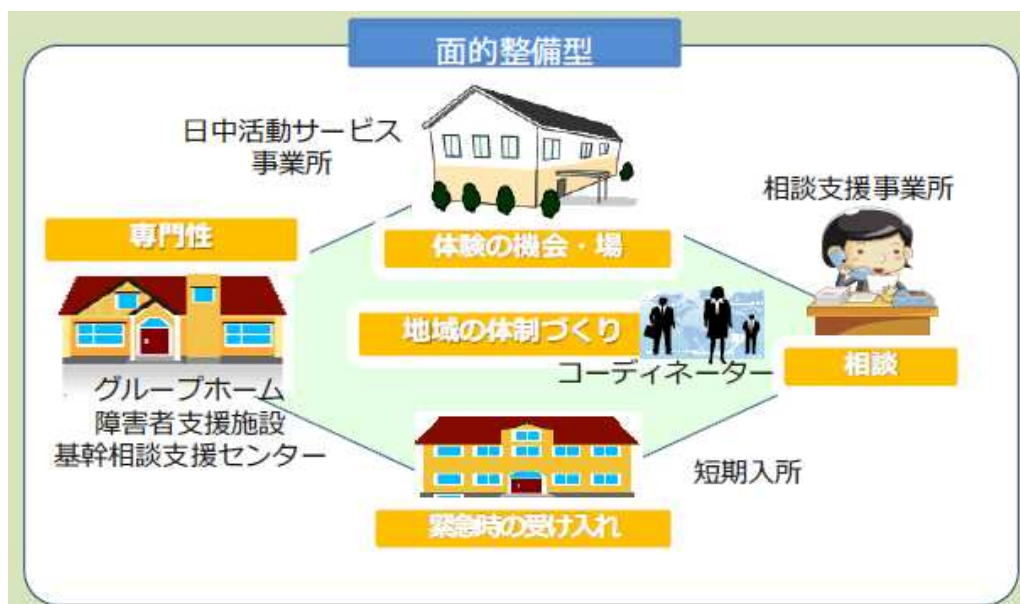 面的整備型
日中活動サービス
事業所
相談支援事業所
専門性
体験の機会・場
地域の体制づくり
コーディネーター
相談
グループホーム
障害者支援施設
基幹相談支援センター
短期入所
緊急時の受け入れ